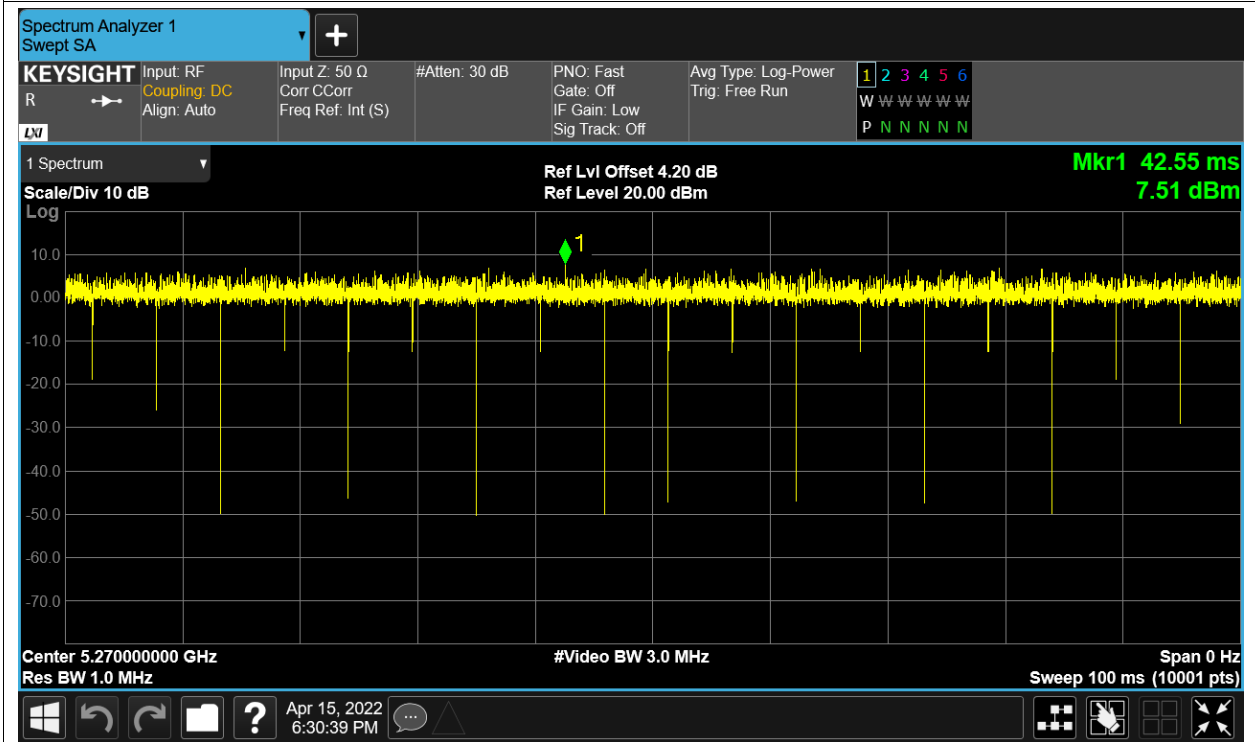 Spectrum Analyzer 1
Swept SA
+
KEYSIGHT
R
LXI
Input: RF
Coupling: DC
Align: Auto
Input Z: 50 Ω
Corr CCorr
Freq Ref: Int (S)
#Atten: 30 dB
PNO: Fast
Gate: Off
IF Gain: Low
Sig Track: Off
Avg Type: Log-Power
Trig: Free Run
1 2 3 4 5 6
W W W W W W
P N N N N N
1 Spectrum
Scale/Div 10 dB
Ref Lvl Offset 4.20 dB
Ref Level 20.00 dBm
Mkr1 42.55 ms
7.51 dBm
Log
1
10.0
0.00
-10.0
-20.0
-30.0
-40.0
-50.0
-60.0
-70.0
Center 5.270000000 GHz
#Video BW 3.0 MHz
Span 0 Hz
Res BW 1.0 MHz
Sweep 100 ms (10001 pts)
?
Apr 15, 2022
6:30:39 PM